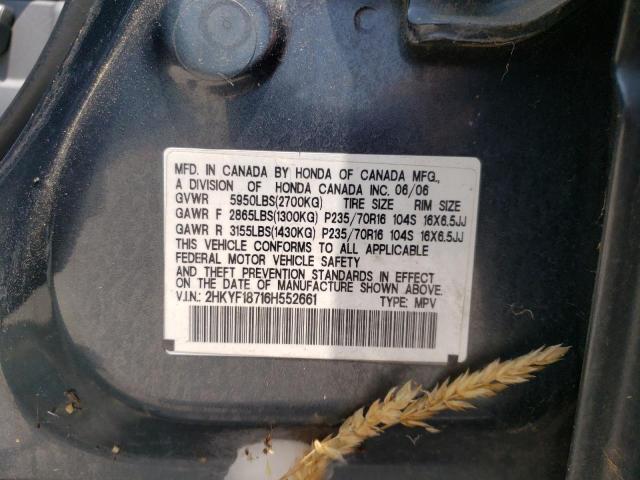 MFD. IN CANADA BY HONDA OF CANADA MFG.,
A DIVISION OF HONDA CANADA INC. 06/06
GVWR 5950LBS(2700KG) TIRE SIZE RIM SIZE
GAWR F 2865LBS(1300KG) P235/70R16 104S 16X6.5JJ
GAWR R 3155LBS(1430KG) P235/70R16 104S 16X6.5JJ
THIS VEHICLE CONFORMS TO ALL APPLICABLE
FEDERAL MOTOR VEHICLE SAFETY
AND THEFT PREVENTION STANDARDS IN EFFECT
ON THE DATE OF MANUFACTURE SHOWN ABOVE.
V.I.N.: 2HKYF18716H552661 TYPE: MPV